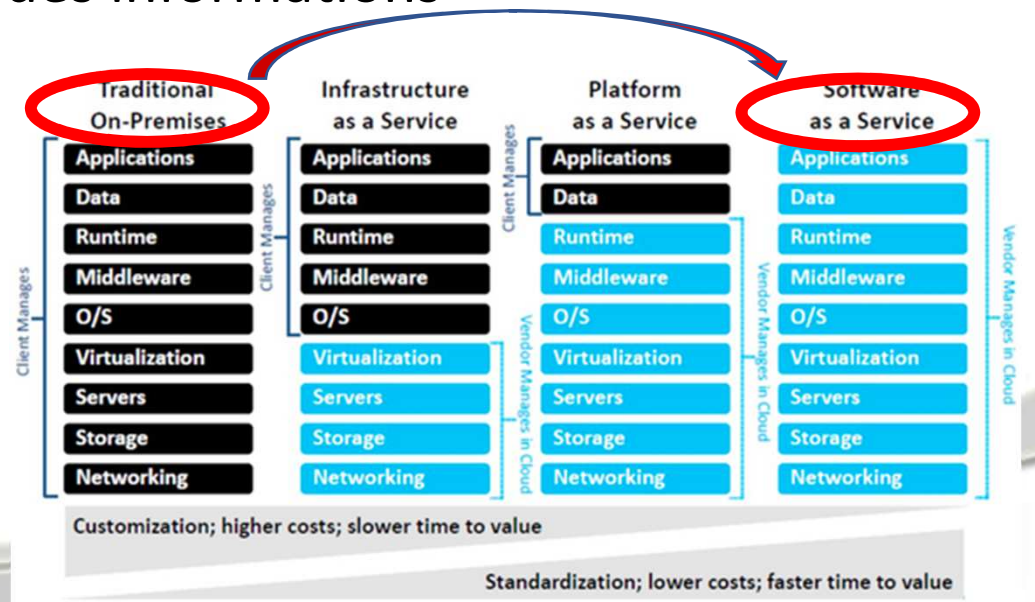 des informations
Traditional
On-Premises
Infrastructure
as a Service
Platform
as a Service
Software
as a Service
Client Manages
Applications
Data
Runtime
Middleware
O/S
Virtualization
Servers
Storage
Networking
Client Manages
Applications
Data
Runtime
Middleware
O/S
Virtualization
Servers
Storage
Networking
Vendor Manages in Cloud
Client Manages
Applications
Data
Runtime
Middleware
O/S
Virtualization
Servers
Storage
Networking
Vendor Manages in Cloud
Applications
Data
Runtime
Middleware
O/S
Virtualization
Servers
Storage
Networking
Vendor Manages in Cloud
Customization; higher costs; slower time to value
Standardization; lower costs; faster time to value